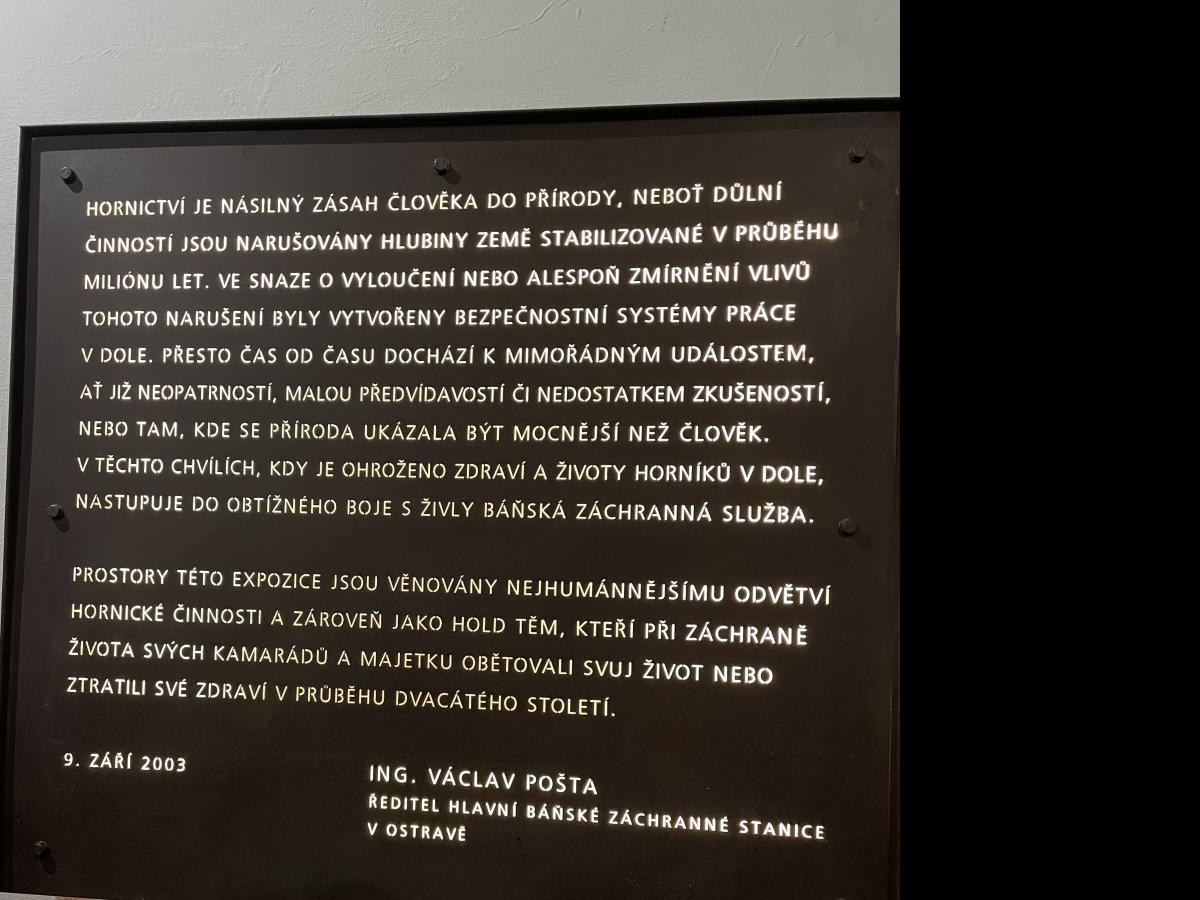 HORNICTVÍ JE NÁSILNÝ ZÁSAH ČLOVĚKA DO PŘÍRODY, NEBOŤ DŮLNÍ
ČINNOSTÍ JSOU NARUŠOVÁNY HLUBINY ZEMĚ STABILIZOVANÉ V PRŮBĚHU
MILIÓNU LET. VE SNAZE O VYLOUČENÍ NEBO ALESPOŇ ZMÍRNĚNÍ VLIVŮ
TOHOTO NARUŠENÍ BYLY VYTVOŘENY BEZPEČNOSTNÍ SYSTÉMY PRÁCE
V DOLE. PŘESTO ČAS OD ČASU DOCHÁZÍ K MIMOŘÁDNÝM UDÁLOSTEM,
AŤ JIŽ NEOPATRNOSTÍ, MALOU PŘEDVÍDAVOSTÍ ČI NEDOSTATKEM ZKUŠENOSTÍ,
NEBO TAM, KDE SE PŘÍRODA UKÁZALA BÝT MOCNĚJŠÍ NEŽ ČLOVĚK.
V TĚCHTO CHVÍLÍCH, KDY JE OHROŽENO ZDRAVÍ A ŽIVOTY HORNÍKŮ V DOLE,
NASTUPUJE DO OBTÍŽNÉHO BOJE S ŽIVLY BÁŇSKÁ ZÁCHRANNÁ SLUŽBA.
PROSTORY TÉTO EXPOZICE JSOU VĚNOVÁNY NEJHUMÁNNĚJŠÍMU ODVĚTVÍ
HORNICKÉ ČINNOSTI A ZÁROVEŇ JAKO HOLD TĚM, KTEŘÍ PŘI ZÁCHRANĚ
ŽIVOTA SVÝCH KAMARÁDŮ A MAJETKU OBĚTOVALI SVUJ ŽIVOT NEBO
ZTRATILI SVÉ ZDRAVÍ V PRŮBĚHU DVACÁTÉHO STOLETÍ.
9. ZÁŘÍ 2003
ING. VÁCLAV POŠTA
ŘEDITEL HLAVNÍ BÁŇSKÉ ZÁCHRANNÉ STANICE
V OSTRAVĚ